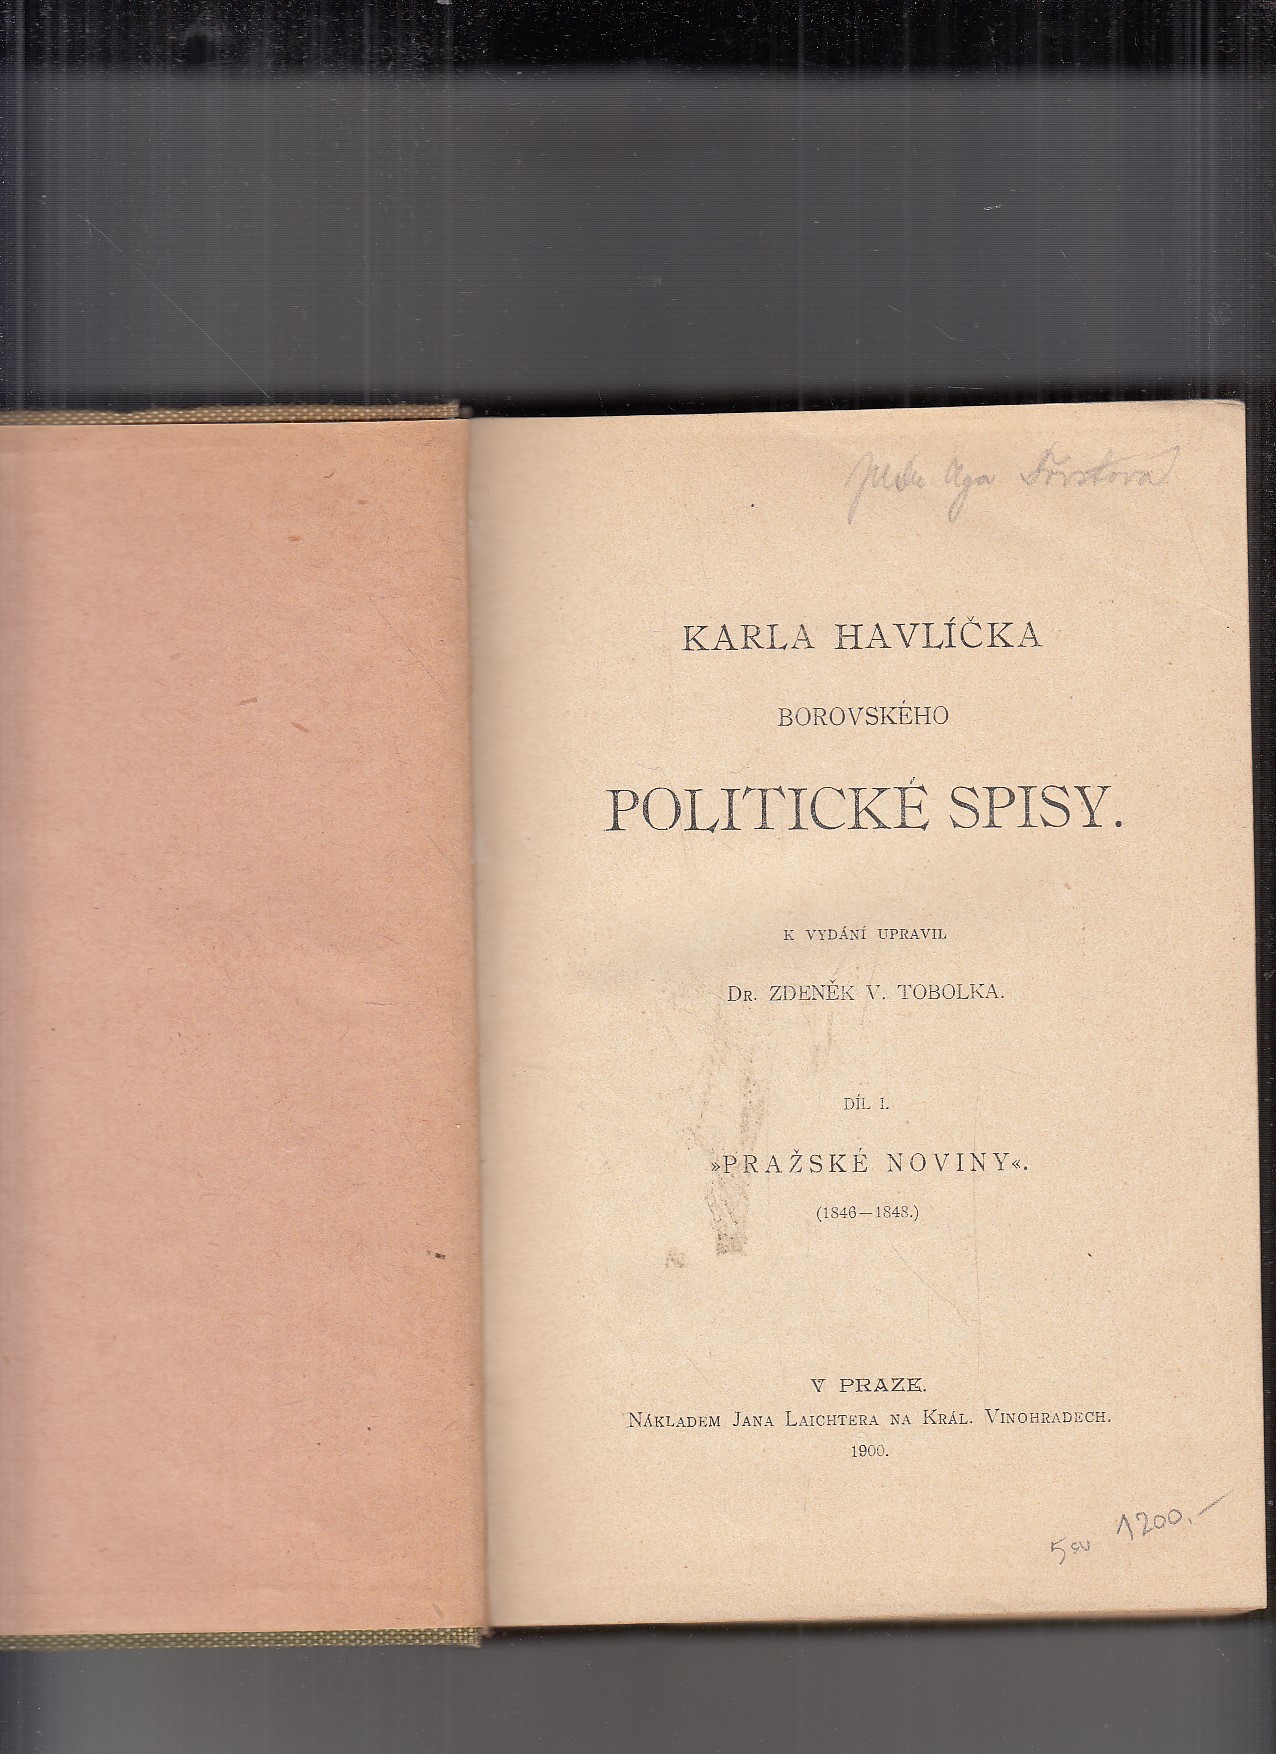 KARLA HAVLÍČKA
BOROVSKÉHO
POLITICKÉ SPISY.
K VYDÁNÍ UPRAVIL
DR. ZDENĚK V. TOBOLKA.
DÍL I.
»PRAŽSKÉ NOVINY«.
(1846—1848.)
V PRAZE.
NÁKLADEM JANA LAICHTERA NA KRÁL. VINOHRADECH.
1900.
1200.—